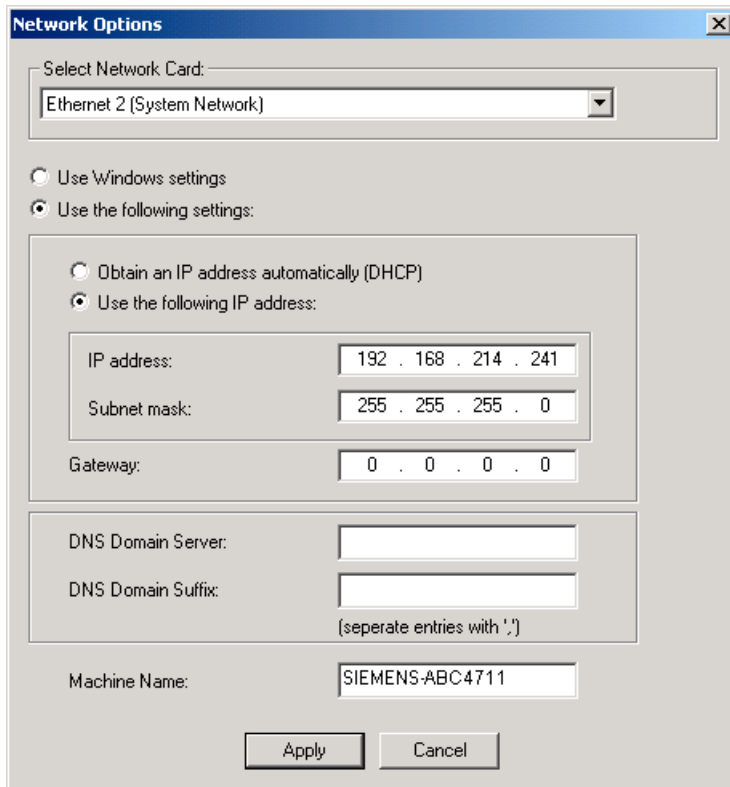 Network Options
Select Network Card:
Ethernet 2 (System Network)
Use Windows settings
Use the following settings:
Obtain an IP address automatically (DHCP)
Use the following IP address:
IP address: 192 . 168 . 214 . 241
Subnet mask: 255 . 255 . 255 . 0
Gateway: 0 . 0 . 0 . 0
DNS Domain Server:
DNS Domain Suffix:
(seperate entries with ',')
Machine Name: SIEMENS-ABC4711
Apply Cancel